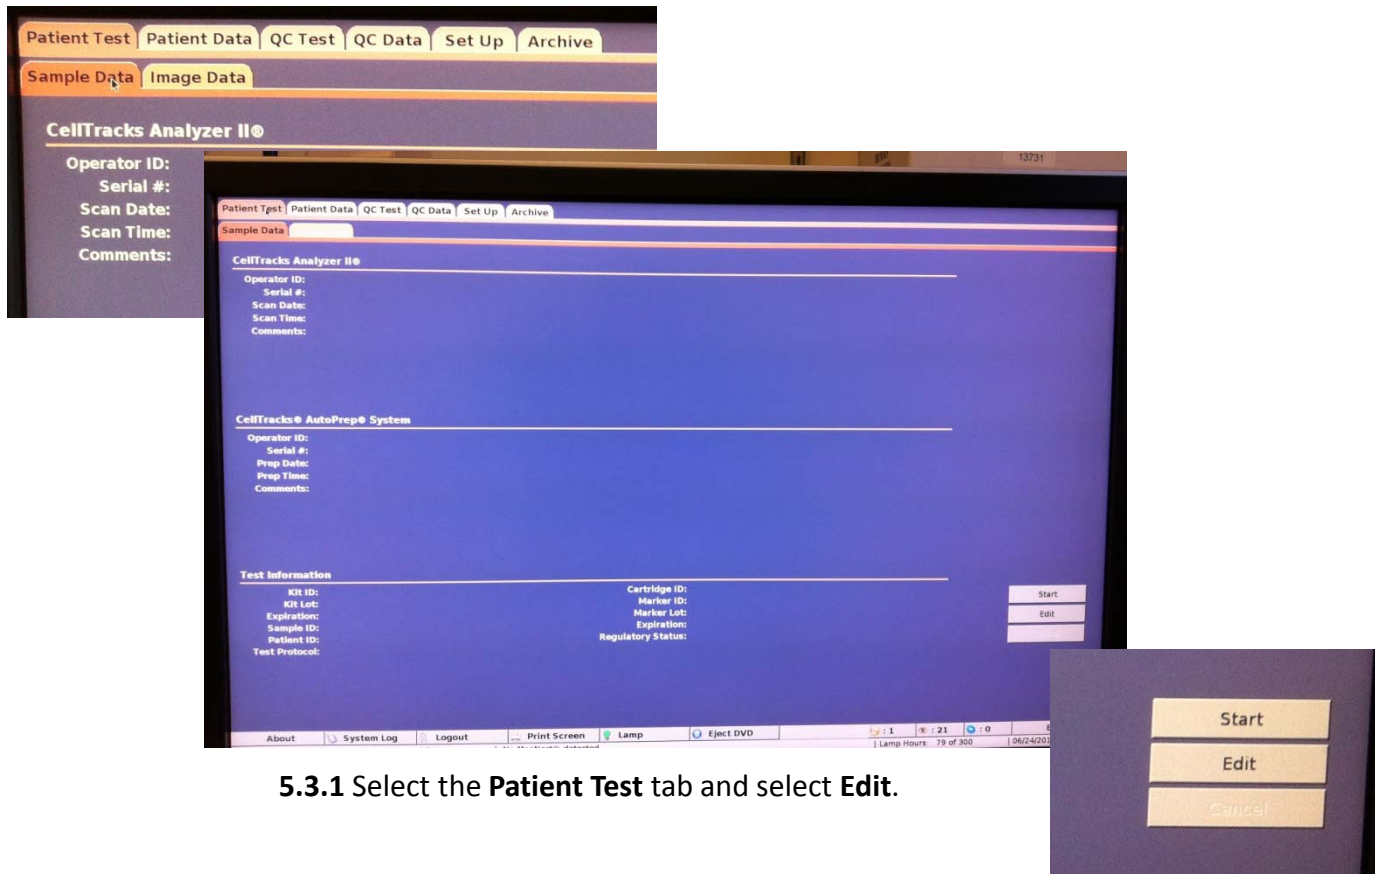 Patient Test Patient Data QC Test QC Data Set Up Archive
Sample Data Image Data
CellTracks Analyzer II®
Operator ID:
Serial #:
Scan Date:
Scan Time:
Comments:
13731
Patient Test Patient Data QC Test QC Data Set Up Archive
Sample Data
CellTracks Analyzer II®
Operator ID:
Serial #:
Scan Date:
Scan Time:
Comments:
CellTracks® AutoPrep® System
Operator ID:
Serial #:
Prep Date:
Prep Time:
Comments:
Test Information
Kit ID:
Kit Lot:
Expiration:
Sample ID:
Patient ID:
Test Protocol:
Cartridge ID:
Marker ID:
Marker Lot:
Expiration:
Regulatory Status:
Start
Edit
About System Log Logout Print Screen Lamp Eject DVD : 1 : 21 : 0
Lamp Hours: 79 of 300
Start
Edit
Cancel
5.3.1 Select the Patient Test tab and select Edit.